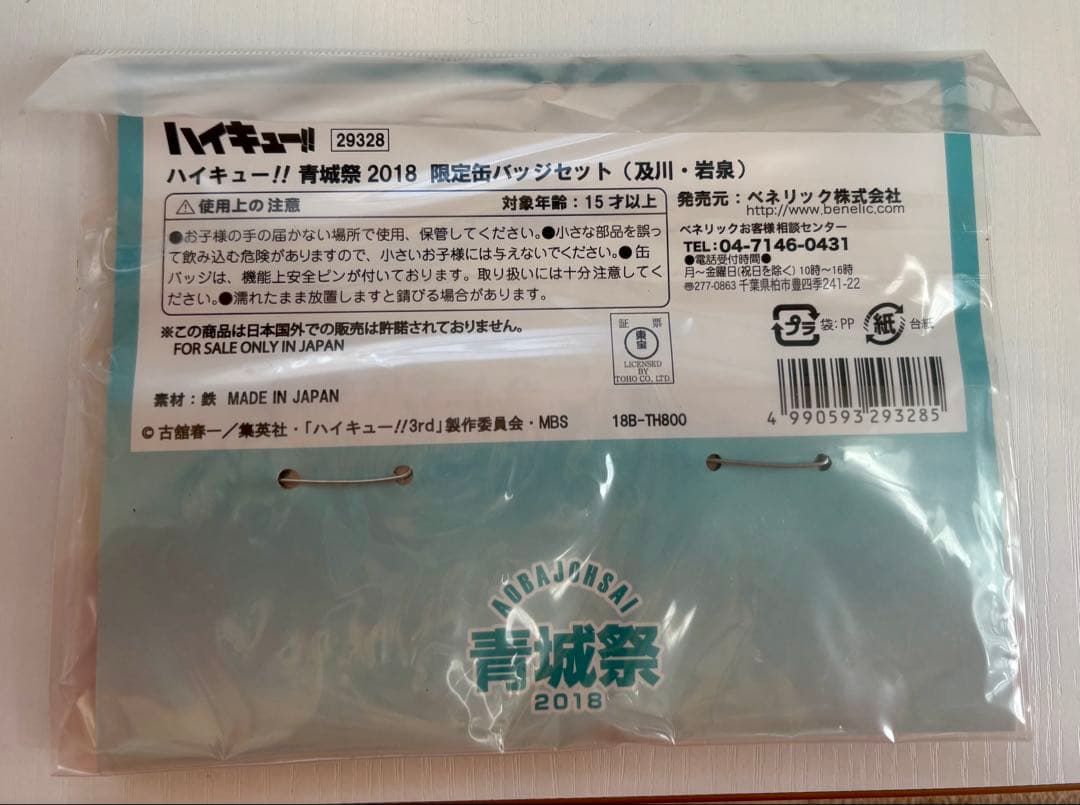 ハイキュー!! 29328
ハイキュー!! 青城祭 2018 限定缶バッジセット(及川・岩泉)
⚠使用上の注意 対象年齢:15才以上
●お子様の手の届かない場所で使用、保管してください。●小さな部品を誤っ
て飲み込む危険がありますので、小さいお子様には与えないでください。●缶
バッジは、機能上安全ピンが付いております。取り扱いには十分注意してく
ださい。●濡れたまま放置しますと錆びる場合があります。
発売元:ベネリック株式会社
http://www.benelic.com
ベネリックお客様相談センター
TEL:04-7146-0431
●電話受付時間●
月〜金曜日(祝日を除く)10時〜16時
〠277-0863 千葉県柏市豊四季241-22
※この商品は日本国外での販売は許諾されておりません。
FOR SALE ONLY IN JAPAN
証票
東宝
LICENSED
BY
TOHO CO., LTD
プラ 袋:PP 紙 台紙
素材:鉄 MADE IN JAPAN
4 990593 293285
©古舘春一/集英社・「ハイキュー!!3rd」製作委員会・MBS 18B-TH800
AOBAJOHSAI
青城祭
2018